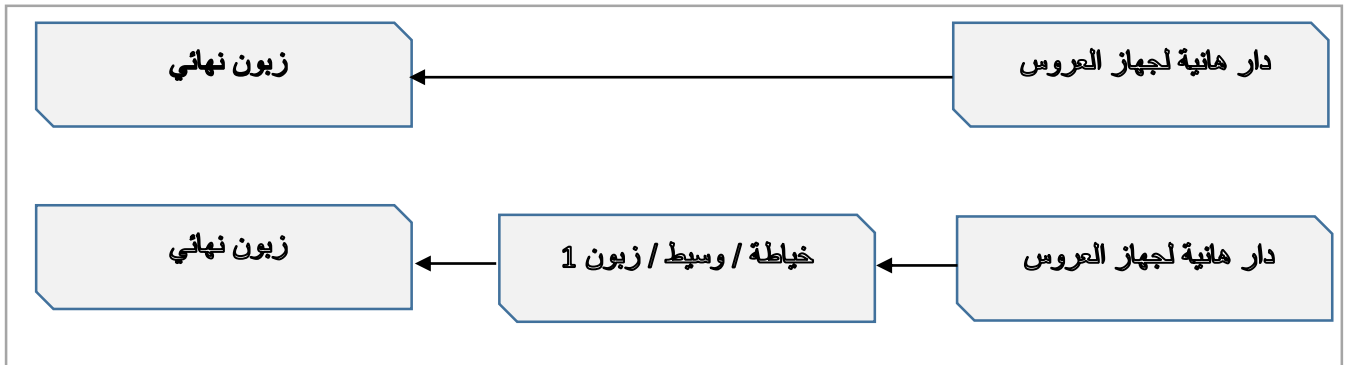 دار هانية لجهاز العروس
زبون نهائي
دار هانية لجهاز العروس
خياطة / وسيط / زبون 1
زبون نهائي